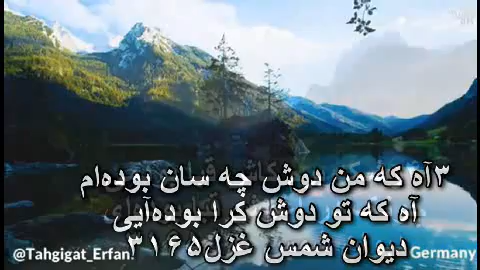 ۳آه که من دوش چه سان بوده‌ام
آه که تو دوش کرا بوده‌آیی
دیوان شمس غزل۳۱۶۵
@Tahgigat_Erfan
Germany